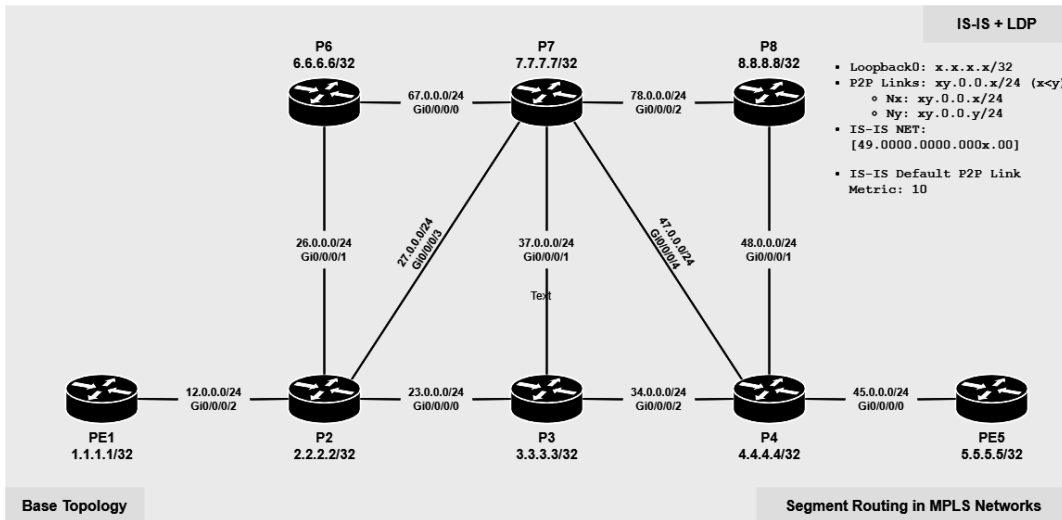 IS-IS + LDP
P6
6.6.6.6/32
P7
7.7.7.7/32
P8
8.8.8.8/32
▪ Loopback0: x.x.x.x/32
▪ P2P Links: xy.0.0.x/24 (x<y)
o Nx: xy.0.0.x/24
o Ny: xy.0.0.y/24
▪ IS-IS NET:
[49.0000.0000.000x.00]
▪ IS-IS Default P2P Link
Metric: 10
67.0.0.0/24
Gi0/0/0/0
78.0.0.0/24
Gi0/0/0/2
26.0.0.0/24
Gi0/0/0/1
27.0.0.0/24
Gi0/0/0/3
37.0.0.0/24
Gi0/0/0/1
47.0.0.0/24
Gi0/0/0/4
48.0.0.0/24
Gi0/0/0/1
Text
12.0.0.0/24
Gi0/0/0/2
23.0.0.0/24
Gi0/0/0/0
34.0.0.0/24
Gi0/0/0/2
45.0.0.0/24
Gi0/0/0/0
PE1
1.1.1.1/32
P2
2.2.2.2/32
P3
3.3.3.3/32
P4
4.4.4.4/32
PE5
5.5.5.5/32
Base Topology
Segment Routing in MPLS Networks